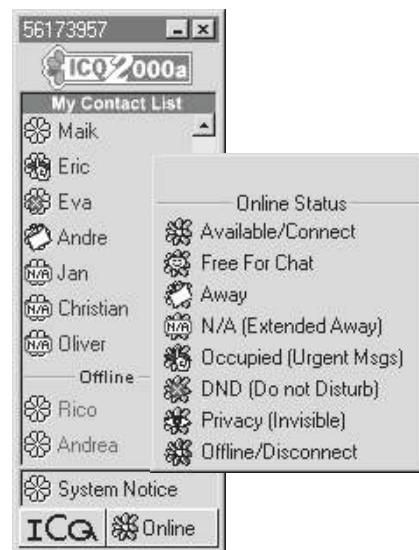 56173957
ICQ 2000a
My Contact List
Maik
Eric
Eva
Andre
N/A Jan
N/A Christian
N/A Oliver
Offline
Rico
Andrea
System Notice
ICQ Online
Online Status
Available/Connect
Free For Chat
Away
N/A N/A (Extended Away)
Occupied (Urgent Msgs)
DND (Do not Disturb)
Privacy (Invisible)
Offline/Disconnect